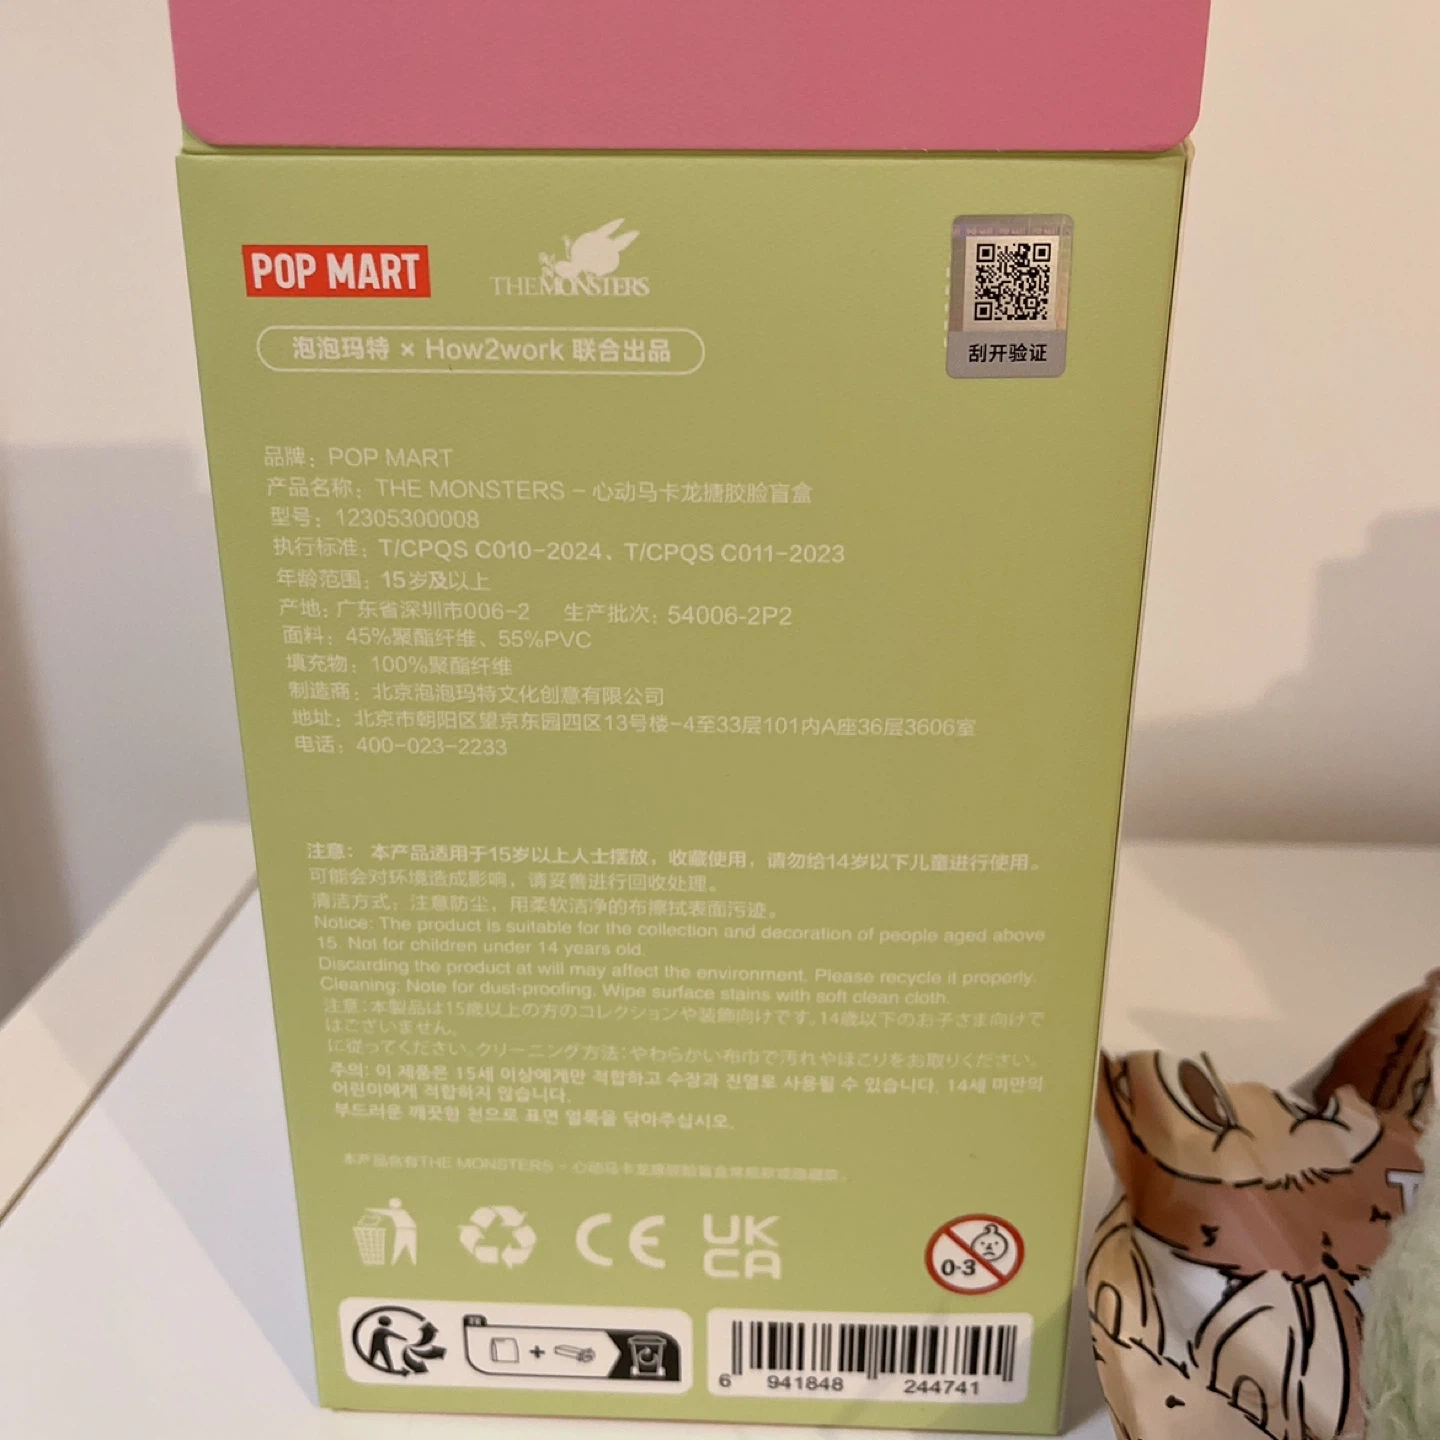 POP MART
THE MONSTERS
泡泡玛特 × How2work 联合出品
刮开验证
品牌：POP MART
产品名称：THE MONSTERS - 心动马卡龙搪胶脸盲盒
型号：12305300008
执行标准：T/CPQS C010-2024、T/CPQS C011-2023
年龄范围：15岁及以上
产地：广东省深圳市006-2 生产批次：54006-2P2
面料：45%聚酯纤维、55%PVC
填充物：100%聚酯纤维
制造商：北京泡泡玛特文化创意有限公司
地址：北京市朝阳区望京东园四区13号楼-4至33层101内A座36层3606室
电话：400-023-2233
注意：本产品适用于15岁以上人士摆放，收藏使用，请勿给14岁以下儿童进行使用。
可能会对环境造成影响，请妥善进行回收处理。
清洁方式：注意防尘，用柔软洁净的布擦拭表面污迹。
Notice: The product is suitable for the collection and decoration of people aged above
15. Not for children under 14 years old.
Discarding the product at will may affect the environment. Please recycle it properly.
Cleaning: Note for dust-proofing. Wipe surface stains with soft clean cloth.
注意：本製品は15歳以上の方のコレクションや装飾向けです。14歳以下のお子さま向けで
はございません。
に従ってください。クリーニング方法：やわらかい布巾で汚れやほこりをお取りください。
주의: 이 제품은 15세 이상에게만 적합하고 수장과 진열로 사용될 수 있습니다. 14세 미만의
어린이에게 적합하지 않습니다.
부드러운 깨끗한 천으로 표면 얼룩을 닦아주십시오.
本产品含有THE MONSTERS - 心动马卡龙搪胶脸盲盒
CE
UK
CA
0-3
6 941848 244741